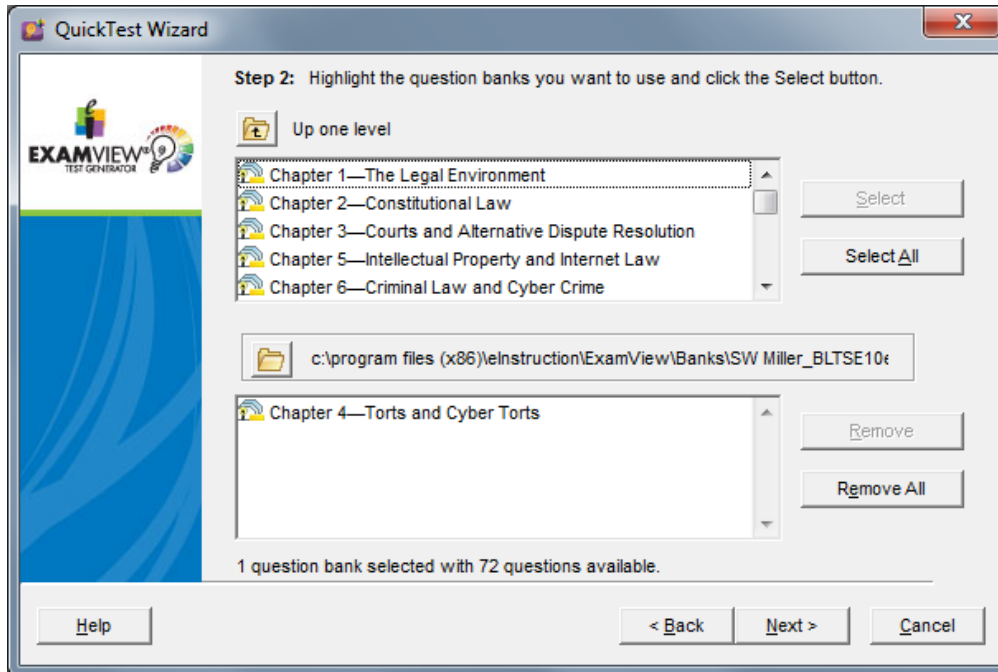 QuickTest Wizard
Step 2: Highlight the question banks you want to use and click the Select button.
Up one level
EXAMVIEW®
TEST GENERATOR
Chapter 1—The Legal Environment
Chapter 2—Constitutional Law
Chapter 3—Courts and Alternative Dispute Resolution
Chapter 5—Intellectual Property and Internet Law
Chapter 6—Criminal Law and Cyber Crime
Select
Select All
c:\program files (x86)\eInstruction\ExamView\Banks\SW Miller_BLTSE10e
Chapter 4—Torts and Cyber Torts
Remove
Remove All
1 question bank selected with 72 questions available.
Help
< Back
Next >
Cancel